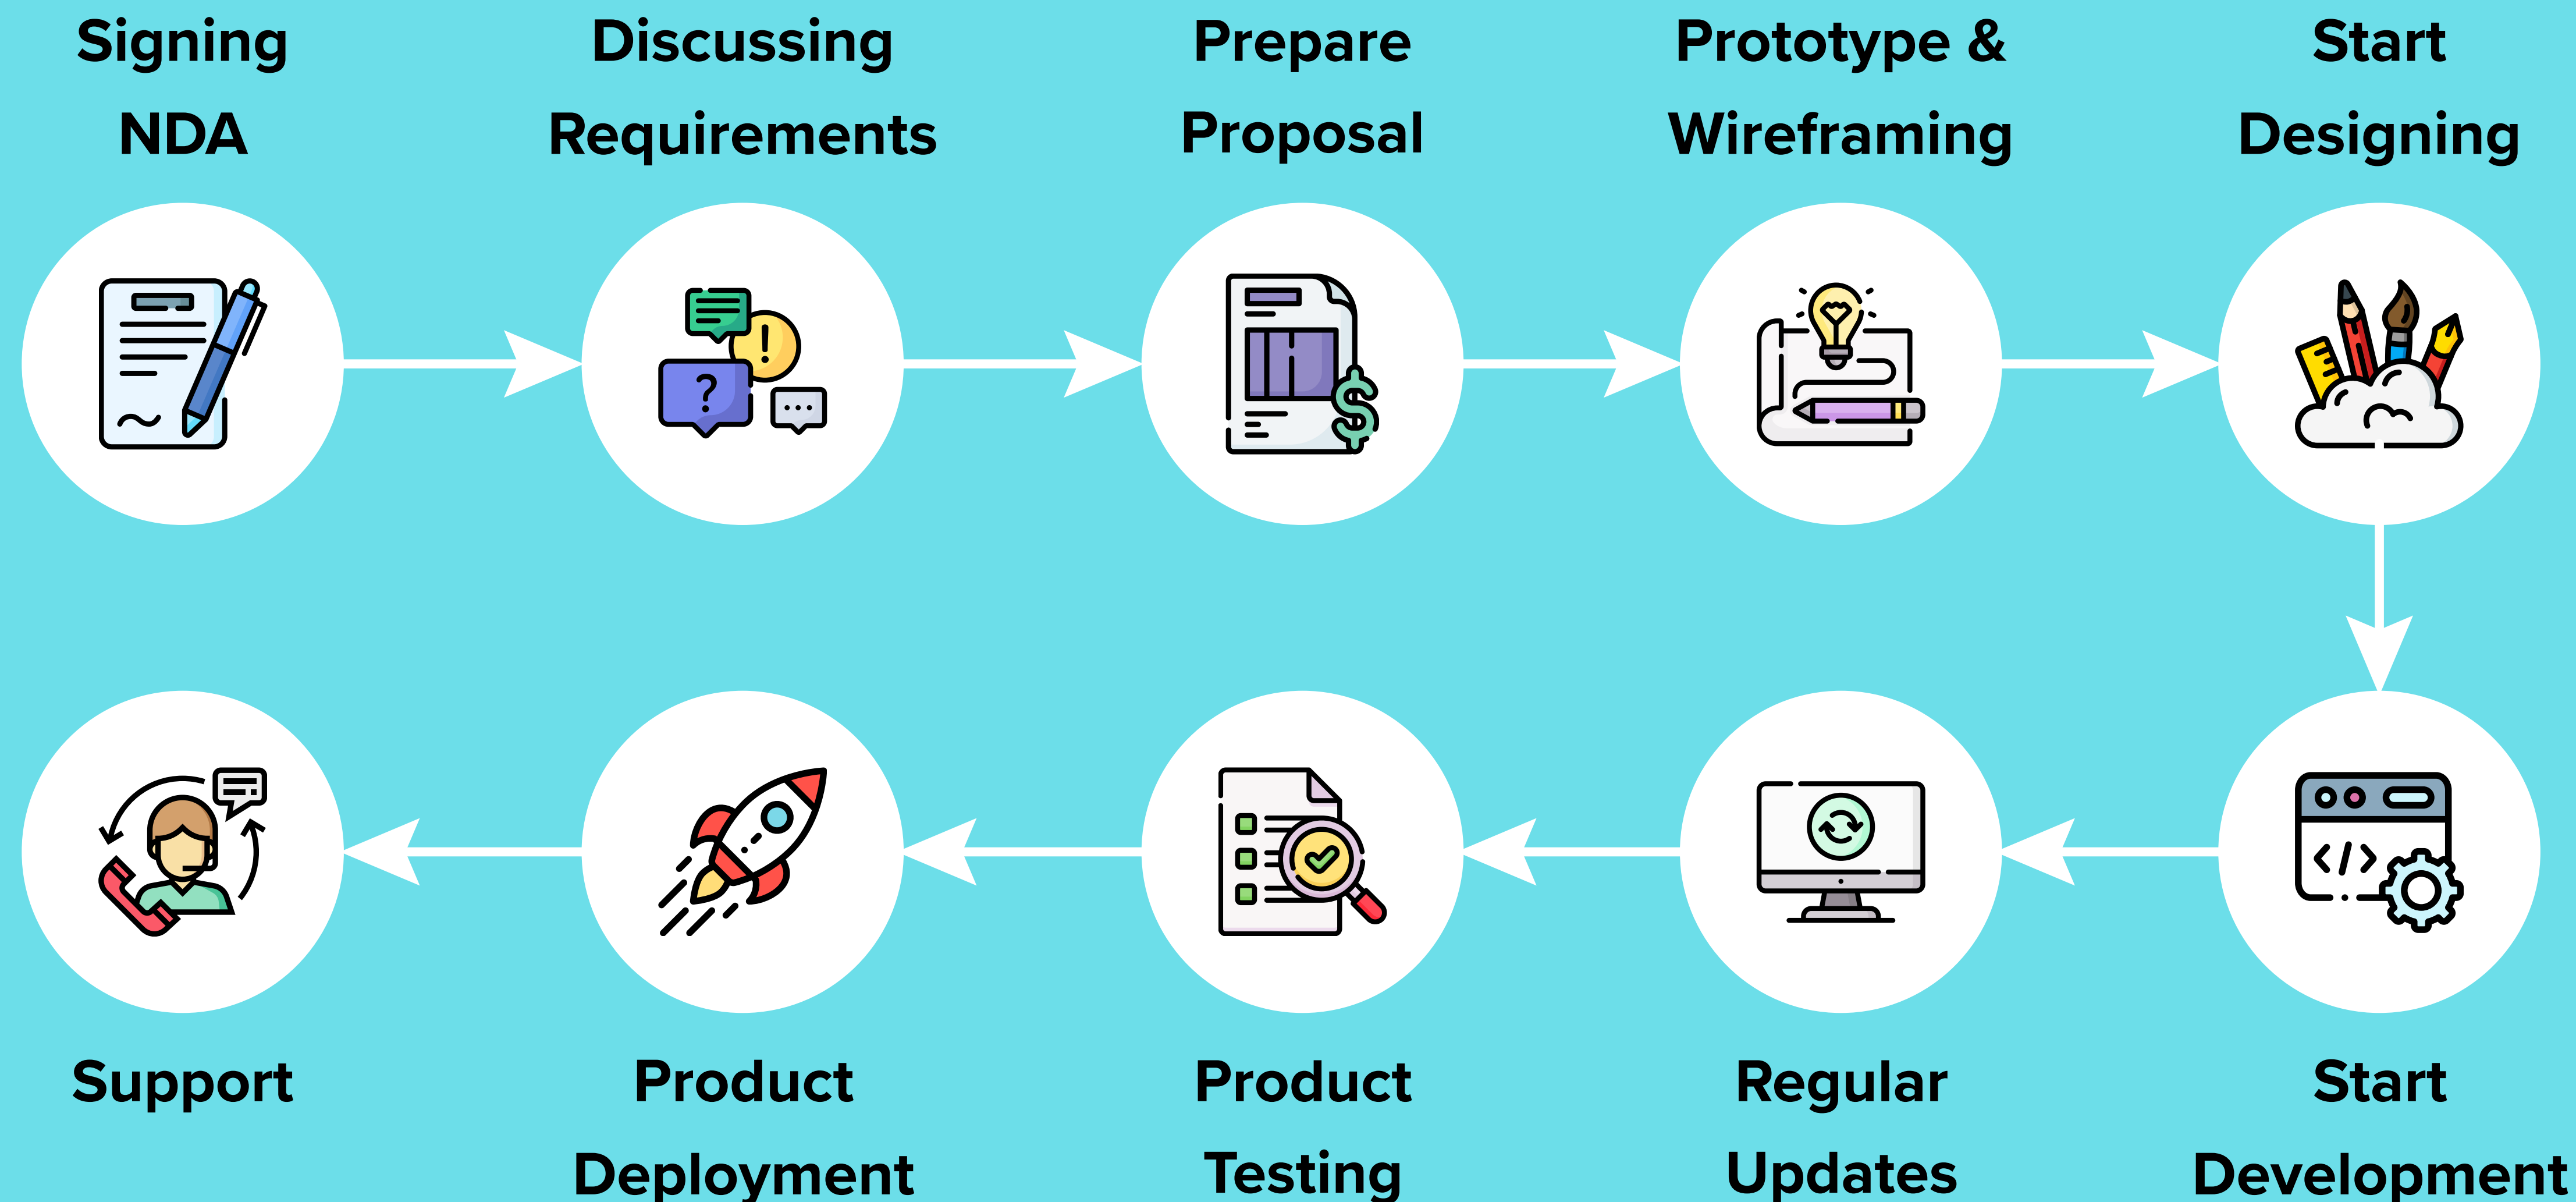 Signing
NDA
Discussing
Requirements
Prepare
Proposal
Prototype &
Wireframing
Start
Designing
Start
Development
Regular
Updates
Product
Testing
Product
Deployment
Support